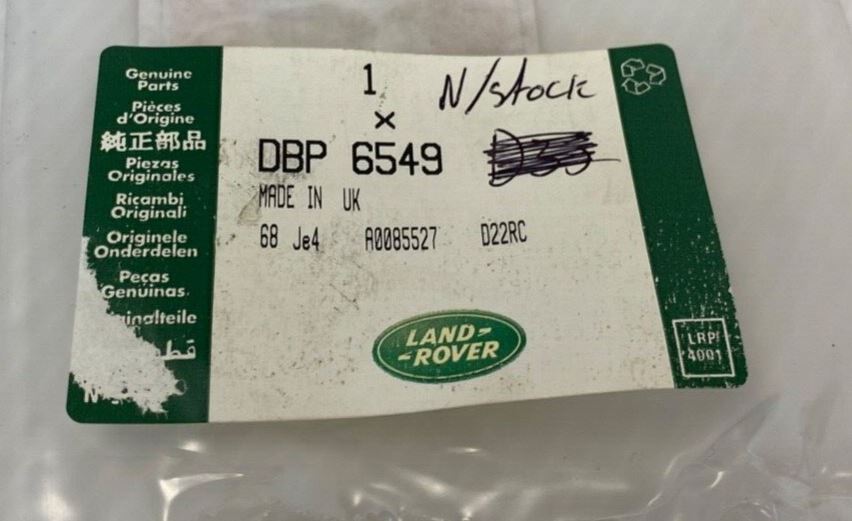 Genuine
Parts
Pièces
d'Origine
純正部品
Piezas
Originales
Ricambi
Originali
Originele
Onderdelen
Peças
Genuinas
inalteile
1
×
N/stock
DBP 6549
MADE IN UK
68 Je4 A0085527 D22RC
LAND-
-ROVER
LRP
4001